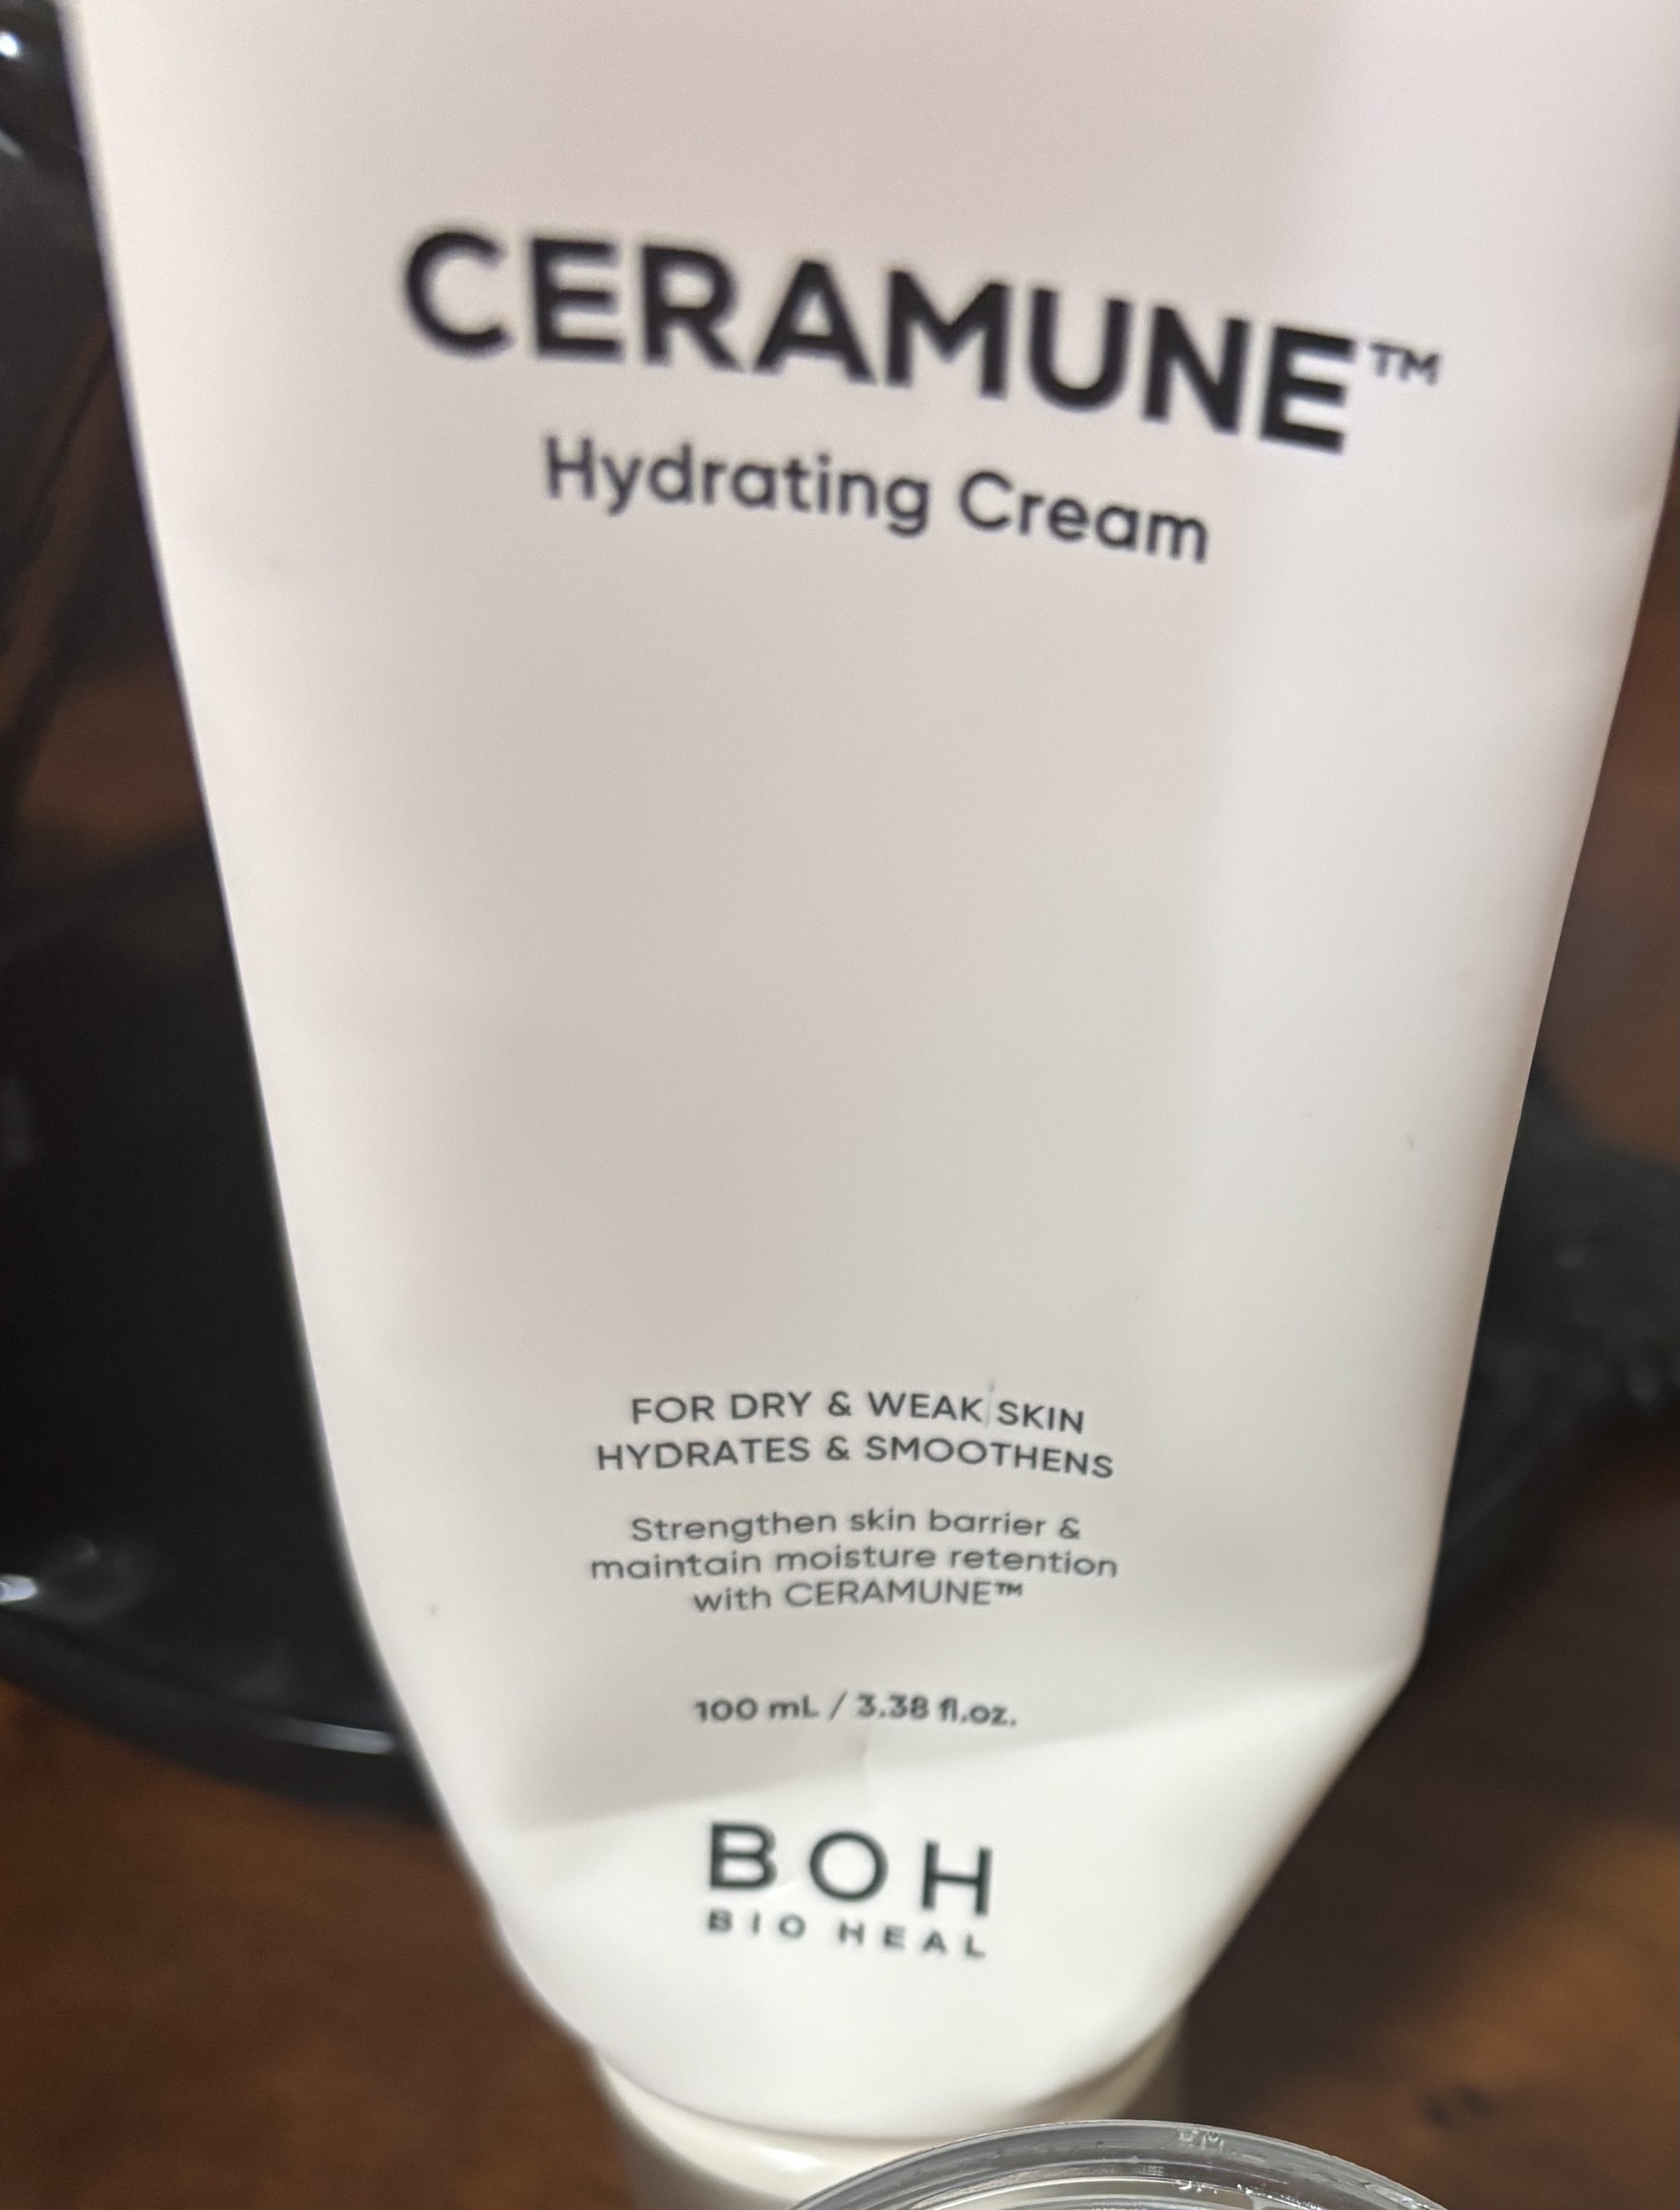 CERAMUNE™
Hydrating Cream
FOR DRY & WEAK SKIN
HYDRATES & SMOOTHENS
Strengthen skin barrier &
maintain moisture retention
with CERAMUNE™
100 mL / 3.38 fl.oz.
BOH
BIO HEAL